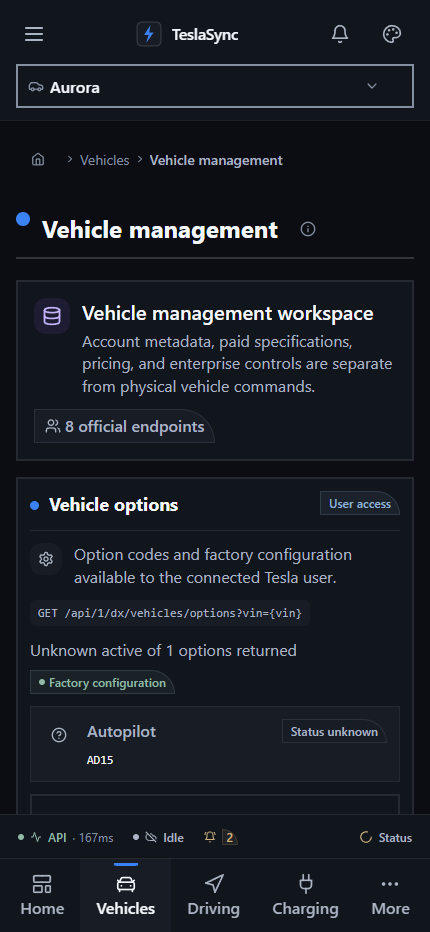 TeslaSync
Aurora
Vehicles
Vehicle management
Vehicle management
Vehicle management workspace
Account metadata, paid specifications,
pricing, and enterprise controls are separate
from physical vehicle commands.
8 official endpoints
Vehicle options
User access
Option codes and factory configuration
available to the connected Tesla user.
GET /api/1/dx/vehicles/options?vin={vin}
Unknown active of 1 options returned
Factory configuration
Autopilot
Status unknown
AD15
API · 167ms
Idle
2
Status
Home
Vehicles
Driving
Charging
More